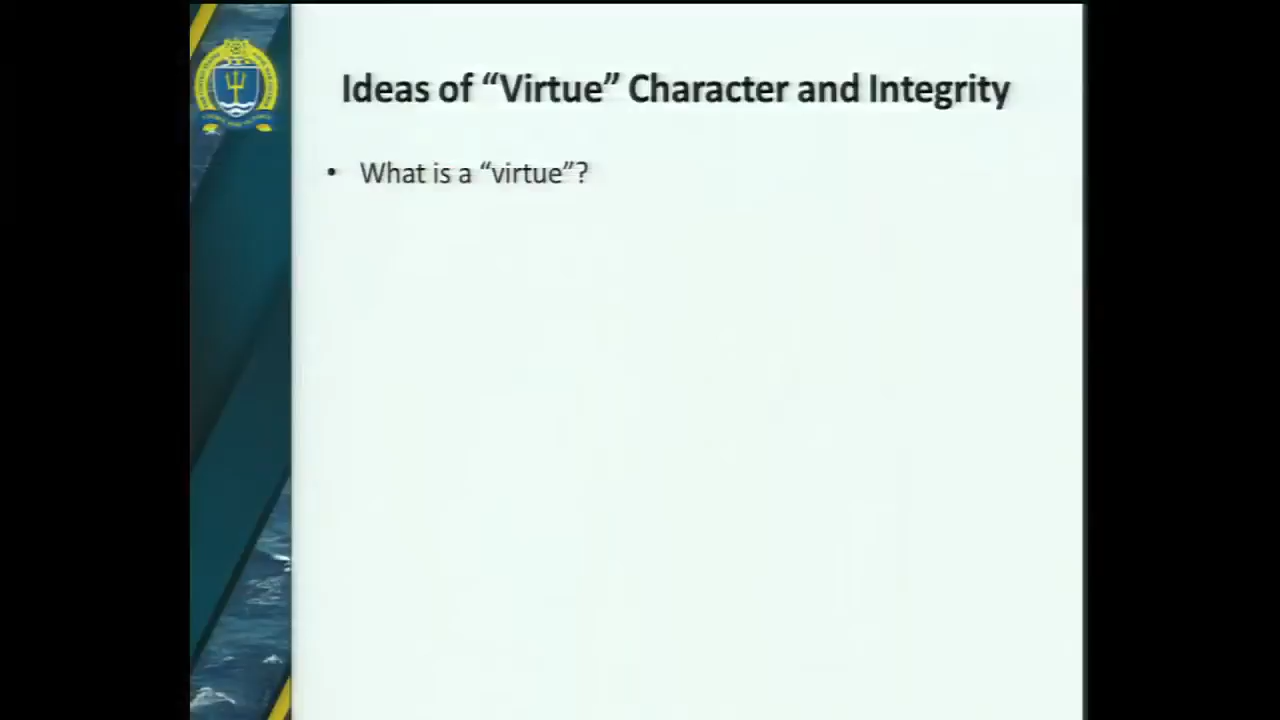 Ideas of “Virtue” Character and Integrity
• What is a “virtue”?